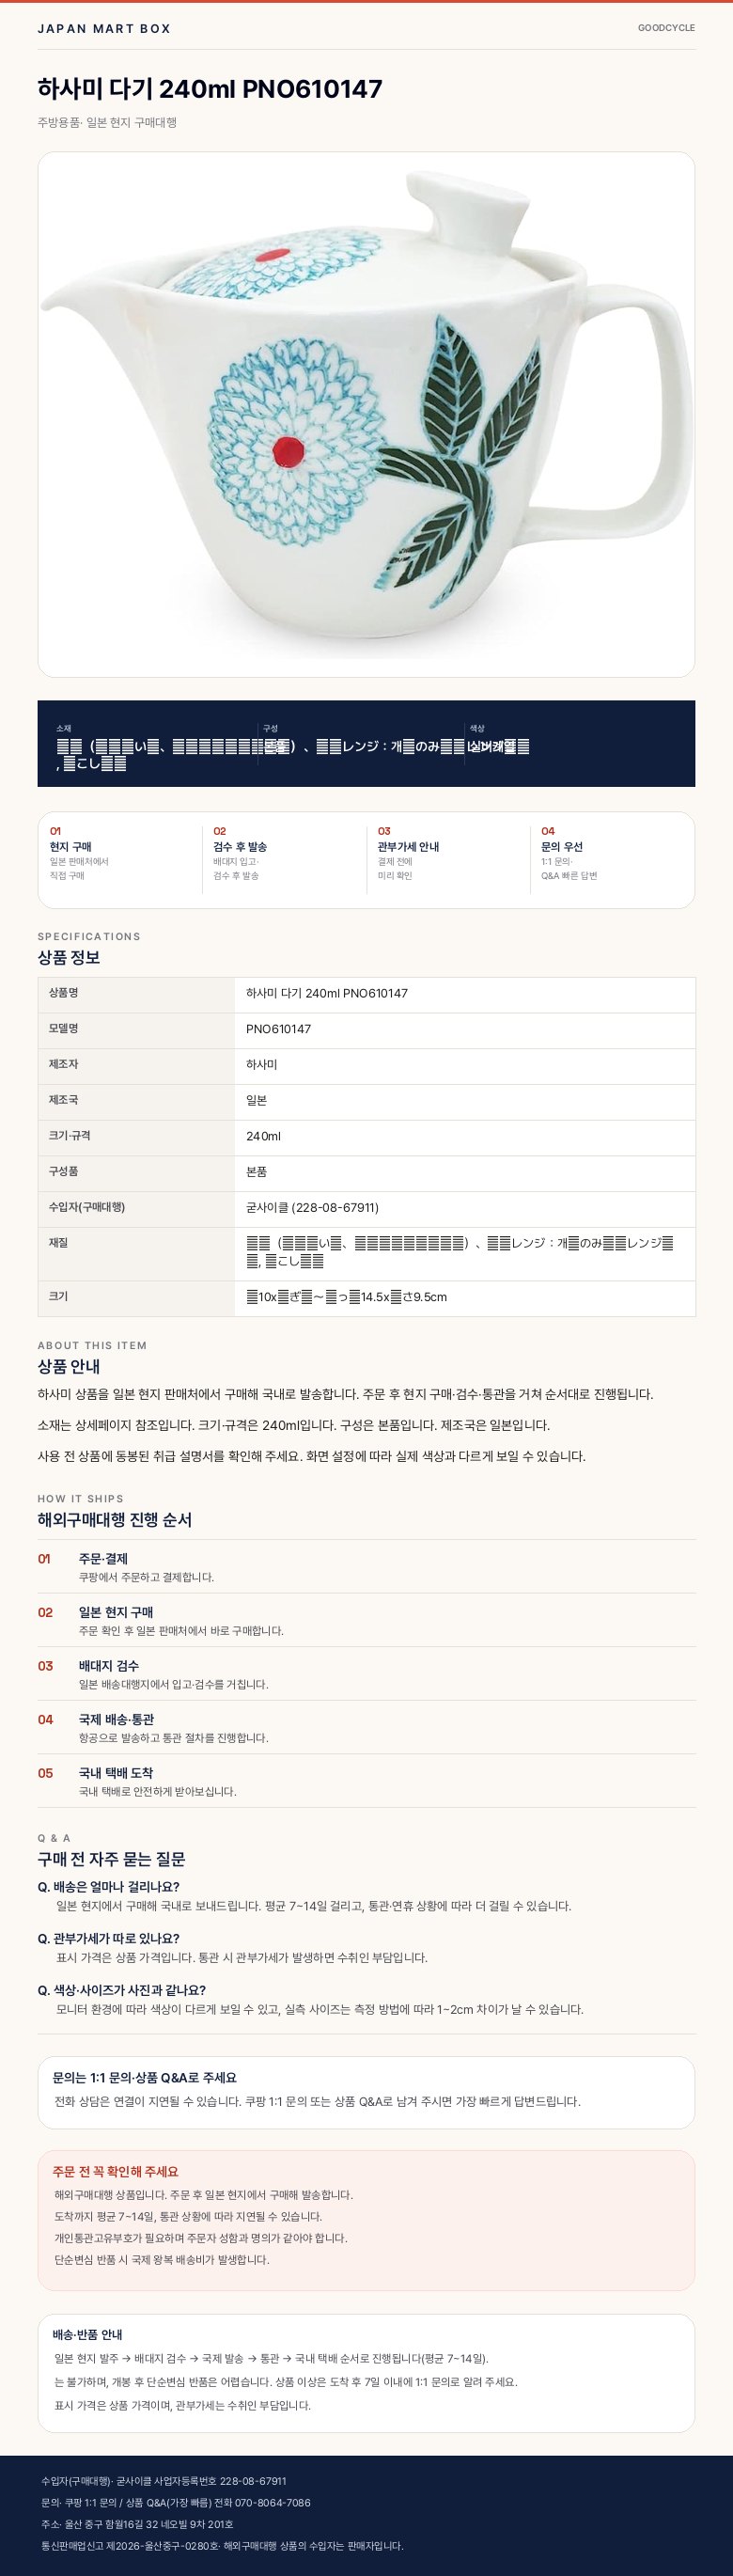 JAPAN MART BOX
GOODCYCLE
하사미 다기 240ml PNO610147
주방용품· 일본 현지 구매대행
소재
구성
색상
い
レンジ : 개
のみ
こし
01
현지 구매
일본 판매처에서
직접 구매
02
검수 후 발송
배대지 입고·
검수 후 발송
03
관부가세 안내
결제 전에
미리 확인
04
문의 우선
1:1 문의·
Q&A 빠른 답변
SPECIFICATIONS
상품 정보
상품명
하사미 다기 240ml PNO610147
모델명
PNO610147
제조자
하사미
제조국
일본
크기·규격
240ml
구성품
본품
수입자(구매대행)
굳사이클 (228-08-67911)
재질
(い、)、レンジ : 개のみレンジ
, こし
크기
10xぎ~っ14.5xさ9.5cm
ABOUT THIS ITEM
상품 안내
하사미 상품을 일본 현지 판매처에서 구매해 국내로 발송합니다. 주문 후 현지 구매·검수·통관을 거쳐 순서대로 진행됩니다.
소재는 상세페이지 참조입니다. 크기·규격은 240ml입니다. 구성은 본품입니다. 제조국은 일본입니다.
사용 전 상품에 동봉된 취급 설명서를 확인해 주세요. 화면 설정에 따라 실제 색상과 다르게 보일 수 있습니다.
HOW IT SHIPS
해외구매대행 진행 순서
01
주문·결제
쿠팡에서 주문하고 결제합니다.
02
일본 현지 구매
주문 확인 후 일본 판매처에서 바로 구매합니다.
03
배대지 검수
일본 배송대행지에서 입고·검수를 거칩니다.
04
국제 배송·통관
항공으로 발송하고 통관 절차를 진행합니다.
05
국내 택배 도착
국내 택배로 안전하게 받아보십니다.
Q & A
구매 전 자주 묻는 질문
Q. 배송은 얼마나 걸리나요?
일본 현지에서 구매해 국내로 보내드립니다. 평균 7~14일 걸리고, 통관·연휴 상황에 따라 더 걸릴 수 있습니다.
Q. 관부가세가 따로 있나요?
표시 가격은 상품 가격입니다. 통관 시 관부가세가 발생하면 수취인 부담입니다.
Q. 색상·사이즈가 사진과 같나요?
모니터 환경에 따라 색상이 다르게 보일 수 있고, 실측 사이즈는 측정 방법에 따라 1~2cm 차이가 날 수 있습니다.
문의는 1:1 문의·상품 Q&A로 주세요
전화 상담은 연결이 지연될 수 있습니다. 쿠팡 1:1 문의 또는 상품 Q&A로 남겨 주시면 가장 빠르게 답변드립니다.
주문 전 꼭 확인해 주세요
해외구매대행 상품입니다. 주문 후 일본 현지에서 구매해 발송합니다.
도착까지 평균 7~14일, 통관 상황에 따라 지연될 수 있습니다.
개인통관고유부호가 필요하며 주문자 성함과 명의가 같아야 합니다.
단순변심 반품 시 국제 왕복 배송비가 발생합니다.
배송·반품 안내
일본 현지 발주 → 배대지 검수 → 국제 발송 → 통관 → 국내 택배 순서로 진행됩니다(평균 7~14일).
는 불가하며, 개봉 후 단순변심 반품은 어렵습니다. 상품 이상은 도착 후 7일 이내에 1:1 문의로 알려 주세요.
표시 가격은 상품 가격이며, 관부가세는 수취인 부담입니다.
수입자(구매대행)· 굳사이클 사업자등록번호 228-08-67911
문의· 쿠팡 1:1 문의 / 상품 Q&A(가장 빠름) 전화 070-8064-7086
주소· 울산 중구 함월16길 32 네오빌 9차 201호
통신판매업신고 제2026-울산중구-0280호· 해외구매대행 상품의 수입자는 판매자입니다.